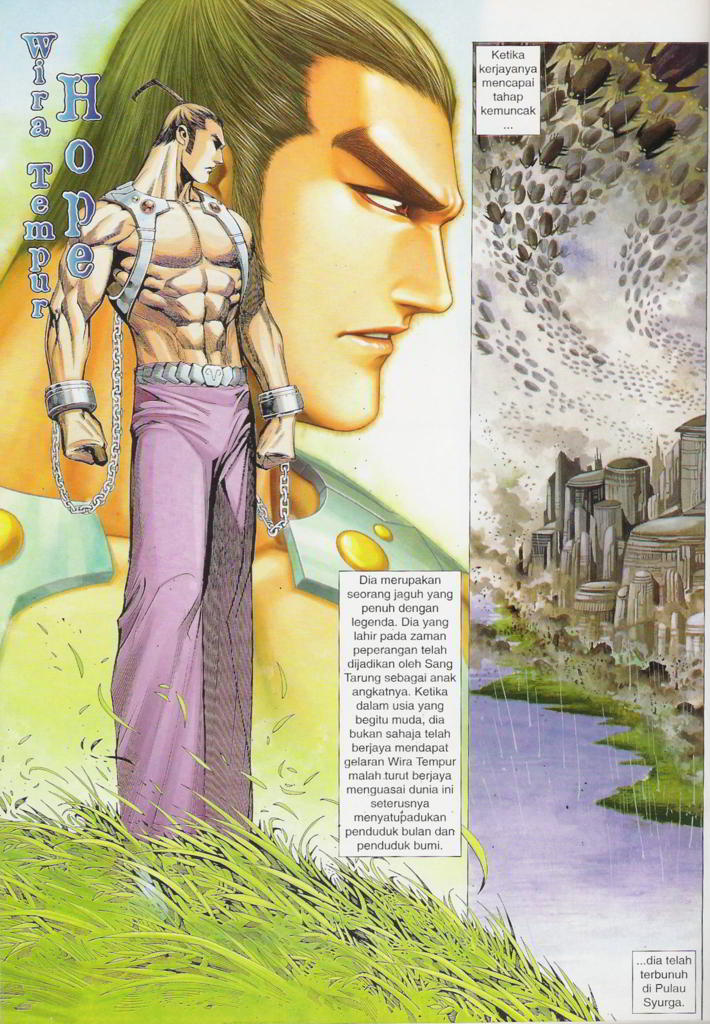 Wira Tempur
Hope
Ketika
kerjayanya
mencapai
tahap
kemuncak
...
Dia merupakan
seorang jaguh yang
penuh dengan
legenda. Dia yang
lahir pada zaman
peperangan telah
dijadikan oleh Sang
Tarung sebagai anak
angkatnya. Ketika
dalam usia yang
begitu muda, dia
bukan sahaja telah
berjaya mendapat
gelaran Wira Tempur
malah turut berjaya
menguasai dunia ini
seterusnya
menyatupadukan
penduduk bulan dan
penduduk bumi.
...dia telah
terbunuh
di Pulau
Syurga.